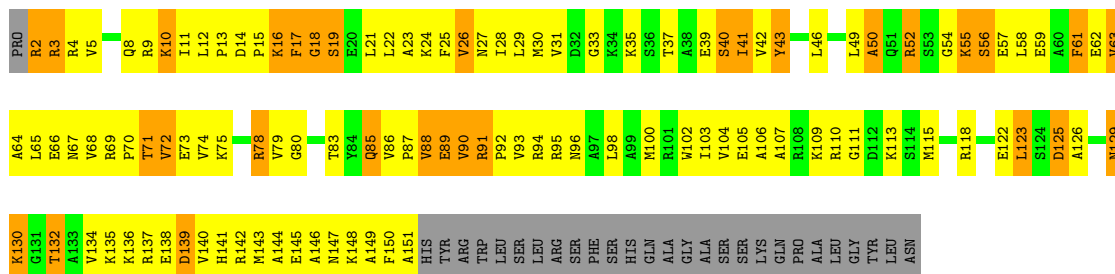 PRO R2 R3 R4 V5 Q8 R9 K10 I11 L12 P13 D14 P15 K16 F17 G18 S19 E20 L21 L22 A23 K24 F25 V26 N27 I28 L29 M30 V31 D32 G33 K34 K35 S36 T37 A38 E39 S40 I41 V42 Y43 L46 L49 A50 Q51 R52 S53 G54 K55 S56 E57 L58 E59 A60 F61 E62 V63
A64 L65 E66 N67 V68 R69 P70 T71 V72 E73 V74 K75 R78 V79 G80 T83 Y84 Q85 V86 P87 V88 E89 V90 R91 P92 V93 R94 R95 N96 A97 L98 A99 M100 R101 W102 I103 V104 E105 A106 A107 R108 K109 R110 G111 D112 K113 S114 M115 R118 E122 L123 S124 D125 A126 N129
K130 G131 T132 A133 V134 K135 K136 R137 E138 D139 V140 H141 R142 M143 A144 E145 A146 N147 K148 A149 F150 A151 HIS TYR ARG TRP LEU SER LEU ARG SER PHE SER HIS GLN ALA GLY ALA SER SER LYS GLN PRO ALA LEU GLY TYR LEU ASN